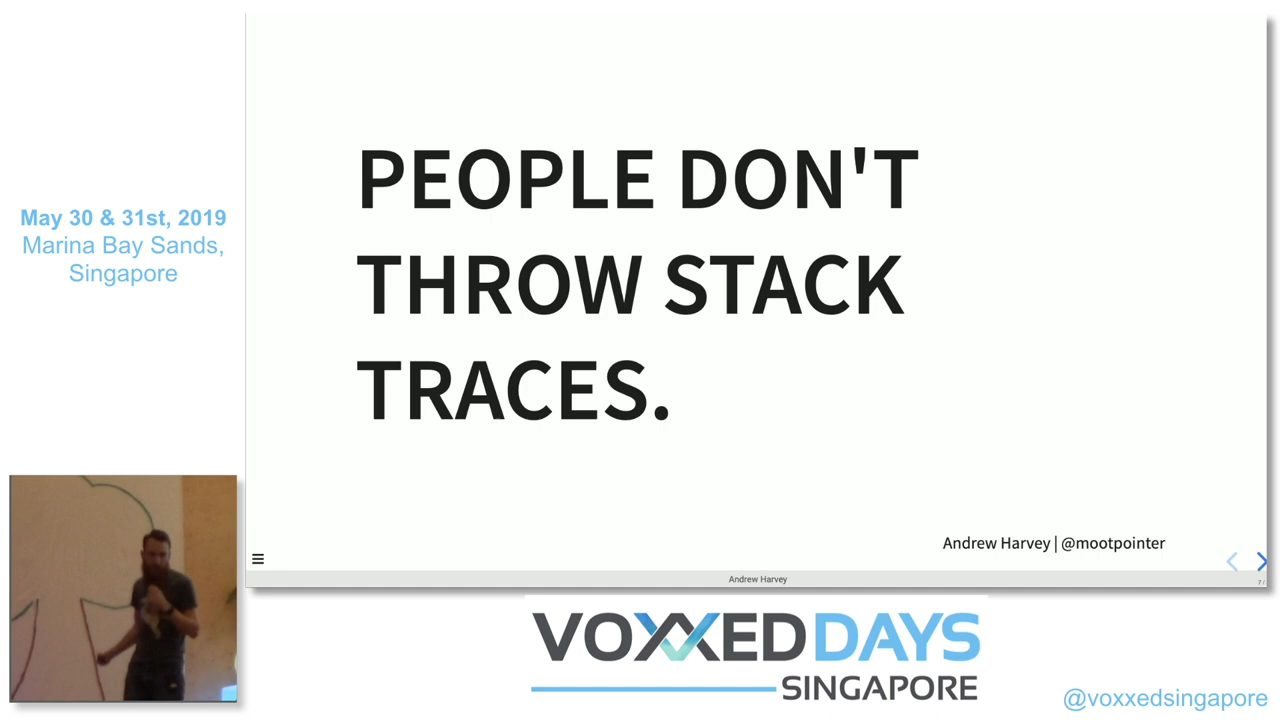 May 30 & 31st, 2019
Marina Bay Sands,
Singapore
PEOPLE DON'T
THROW STACK
TRACES.
Andrew Harvey | @mootpointer
Andrew Harvey
7 /
VOXXED DAYS
SINGAPORE
@voxxedsingapore